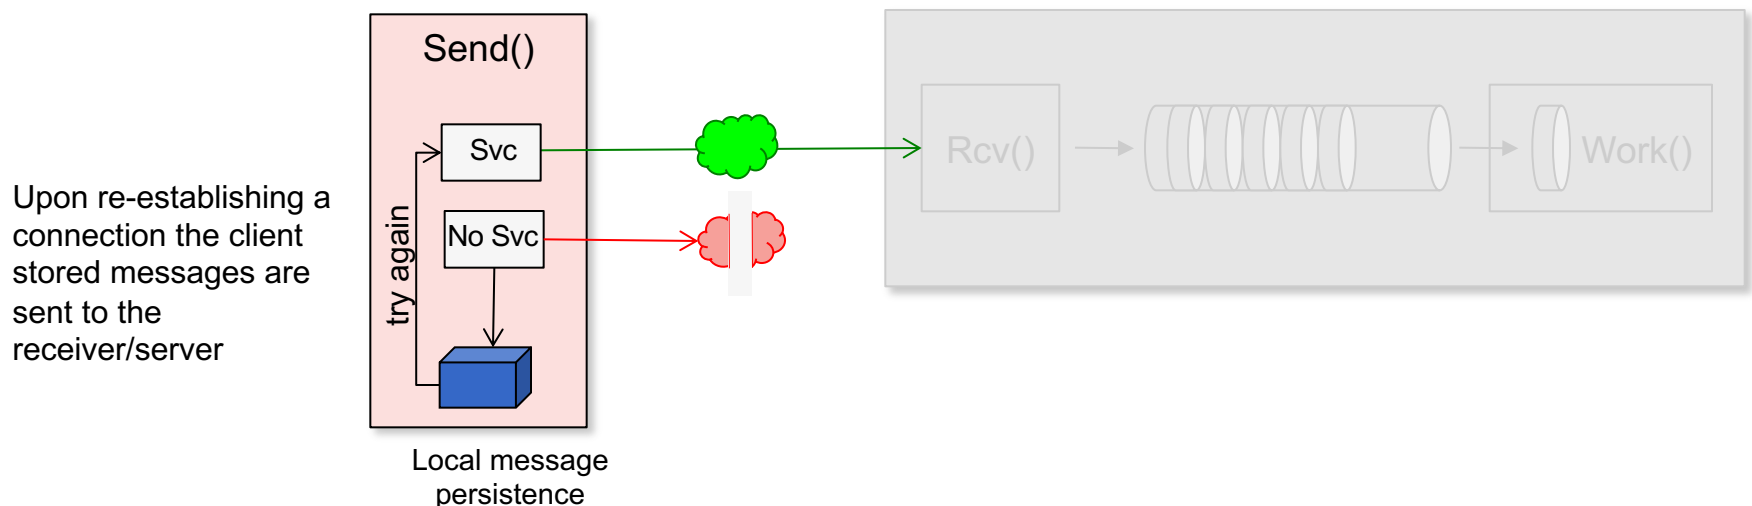 Send()
Svc
No Svc
try again
Upon re-establishing a
connection the client
stored messages are
sent to the
receiver/server
Local message
persistence
Rcv()
Work()